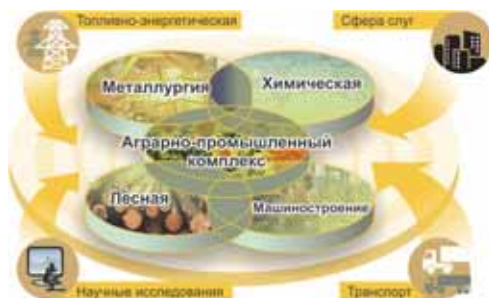 Топливно-энергетическая
Сфера слуг
Металлургия
Химическая
Аграрно-промышленный
комплекс
Лесная
Машиностроение
Научные исследования
Транспорт